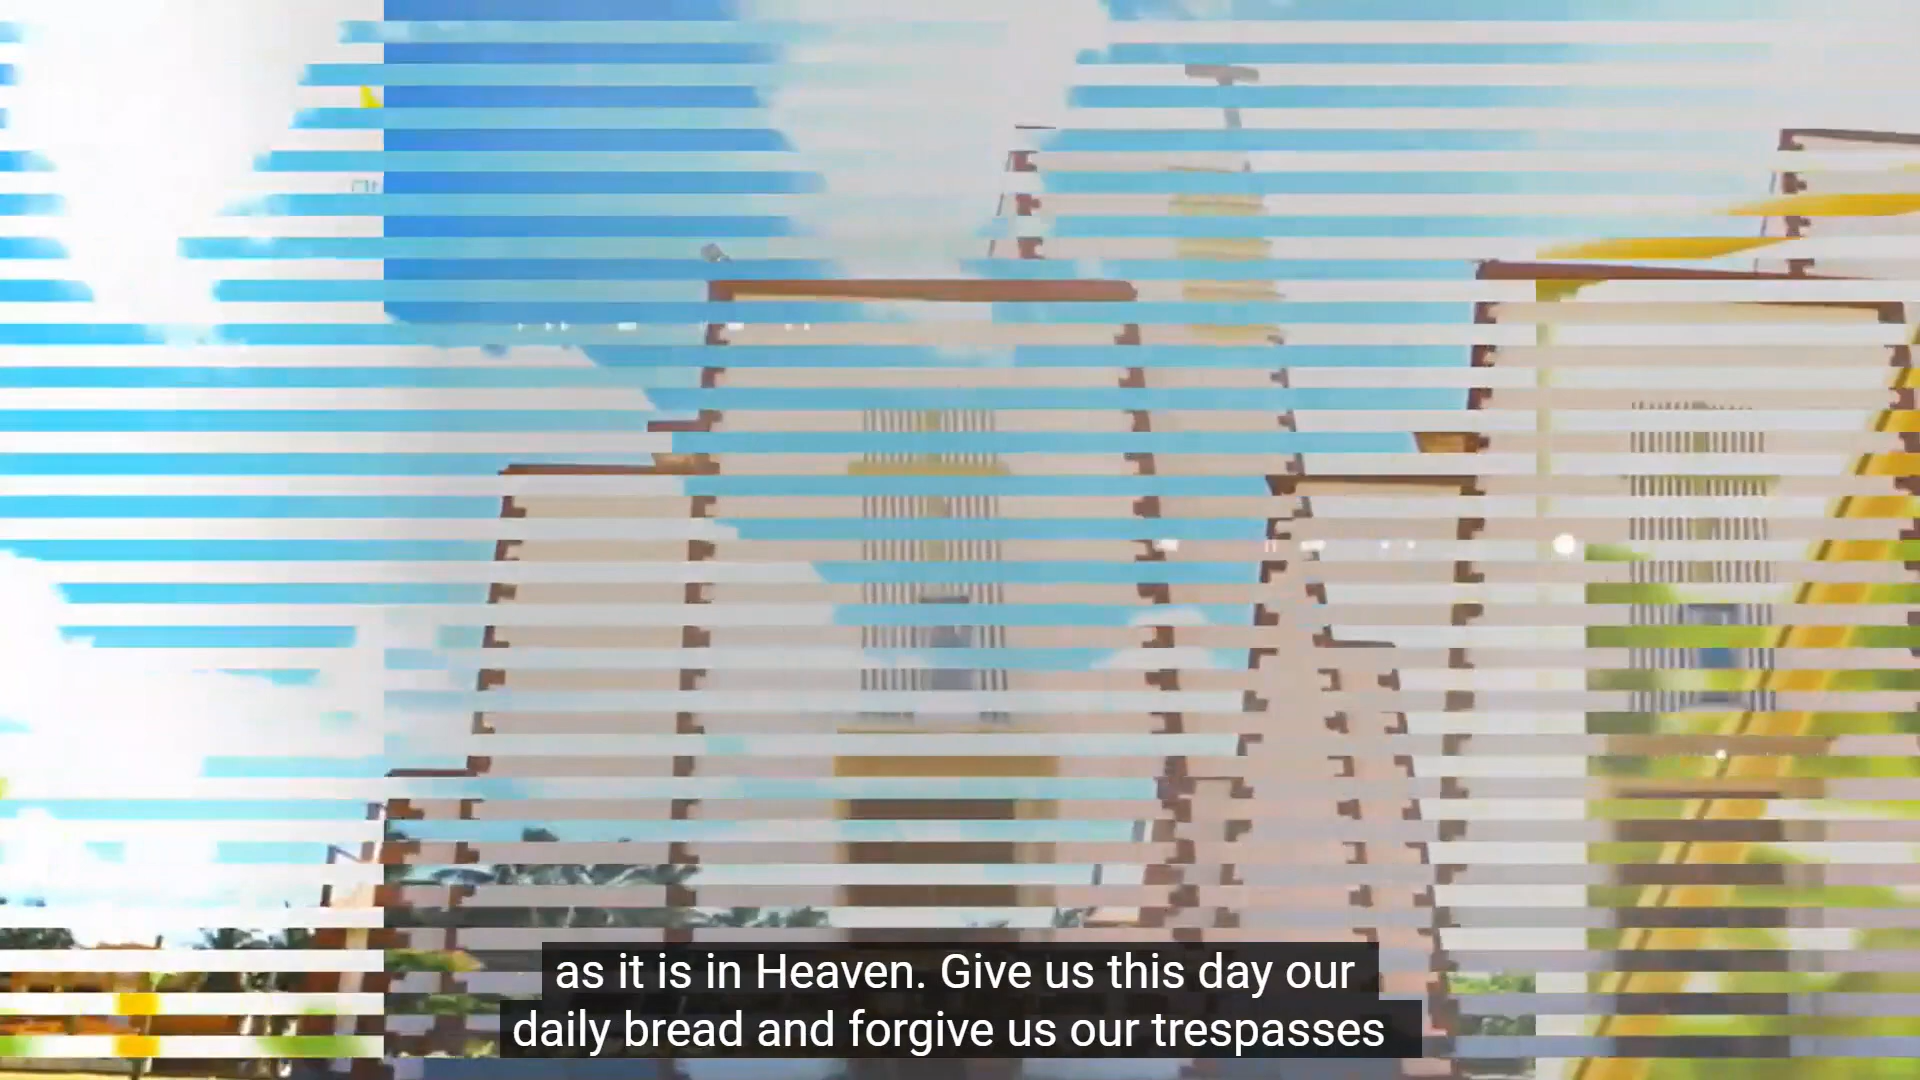 as it is in Heaven. Give us this day our
daily bread and forgive us our trespasses